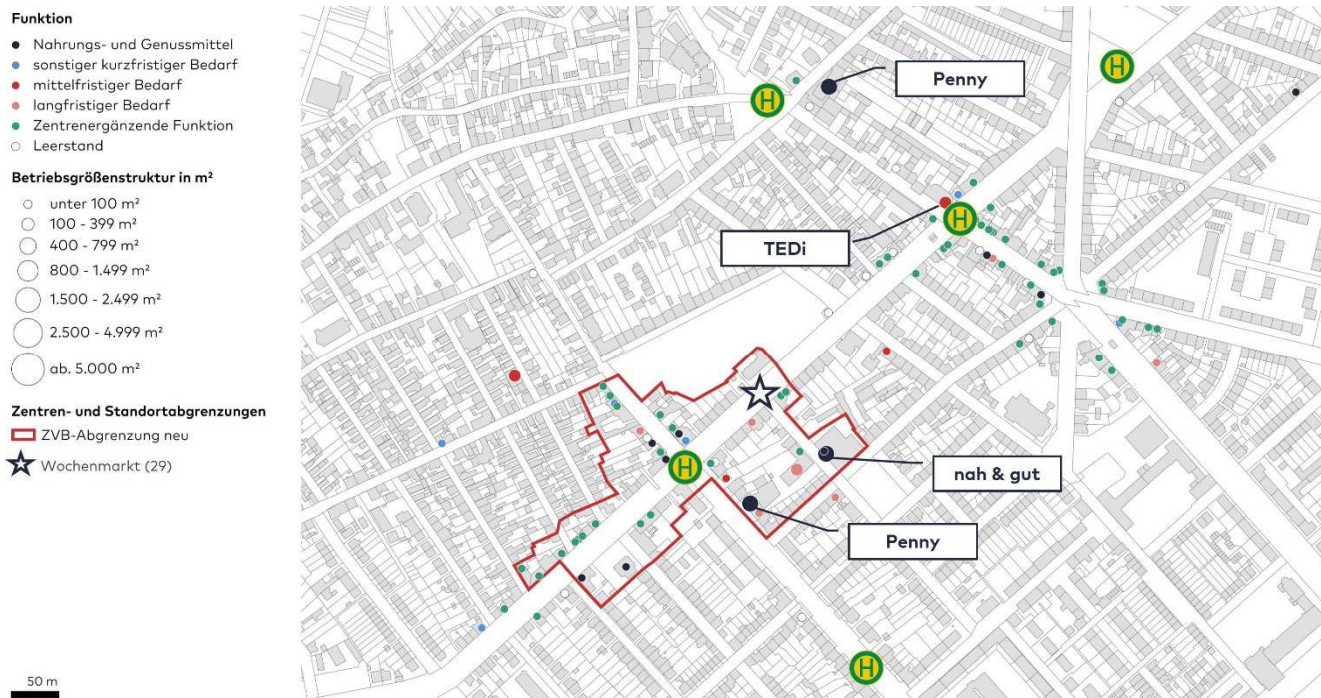 Funktion
Nahrungs- und Genussmittel
sonstiger kurzfristiger Bedarf
mittelfristiger Bedarf
langfristiger Bedarf
Zentrenergänzende Funktion
Leerstand
Betriebsgrößenstruktur in m²
unter 100 m²
100 - 399 m²
400 - 799 m²
800 - 1.499 m²
1.500 - 2.499 m²
2.500 - 4.999 m²
ab. 5.000 m²
Zentren- und Standortabgrenzungen
ZVB-Abgrenzung neu
Wochenmarkt (29)
50 m
H
Penny
H
H
TEDi
H
nah & gut
Penny
H